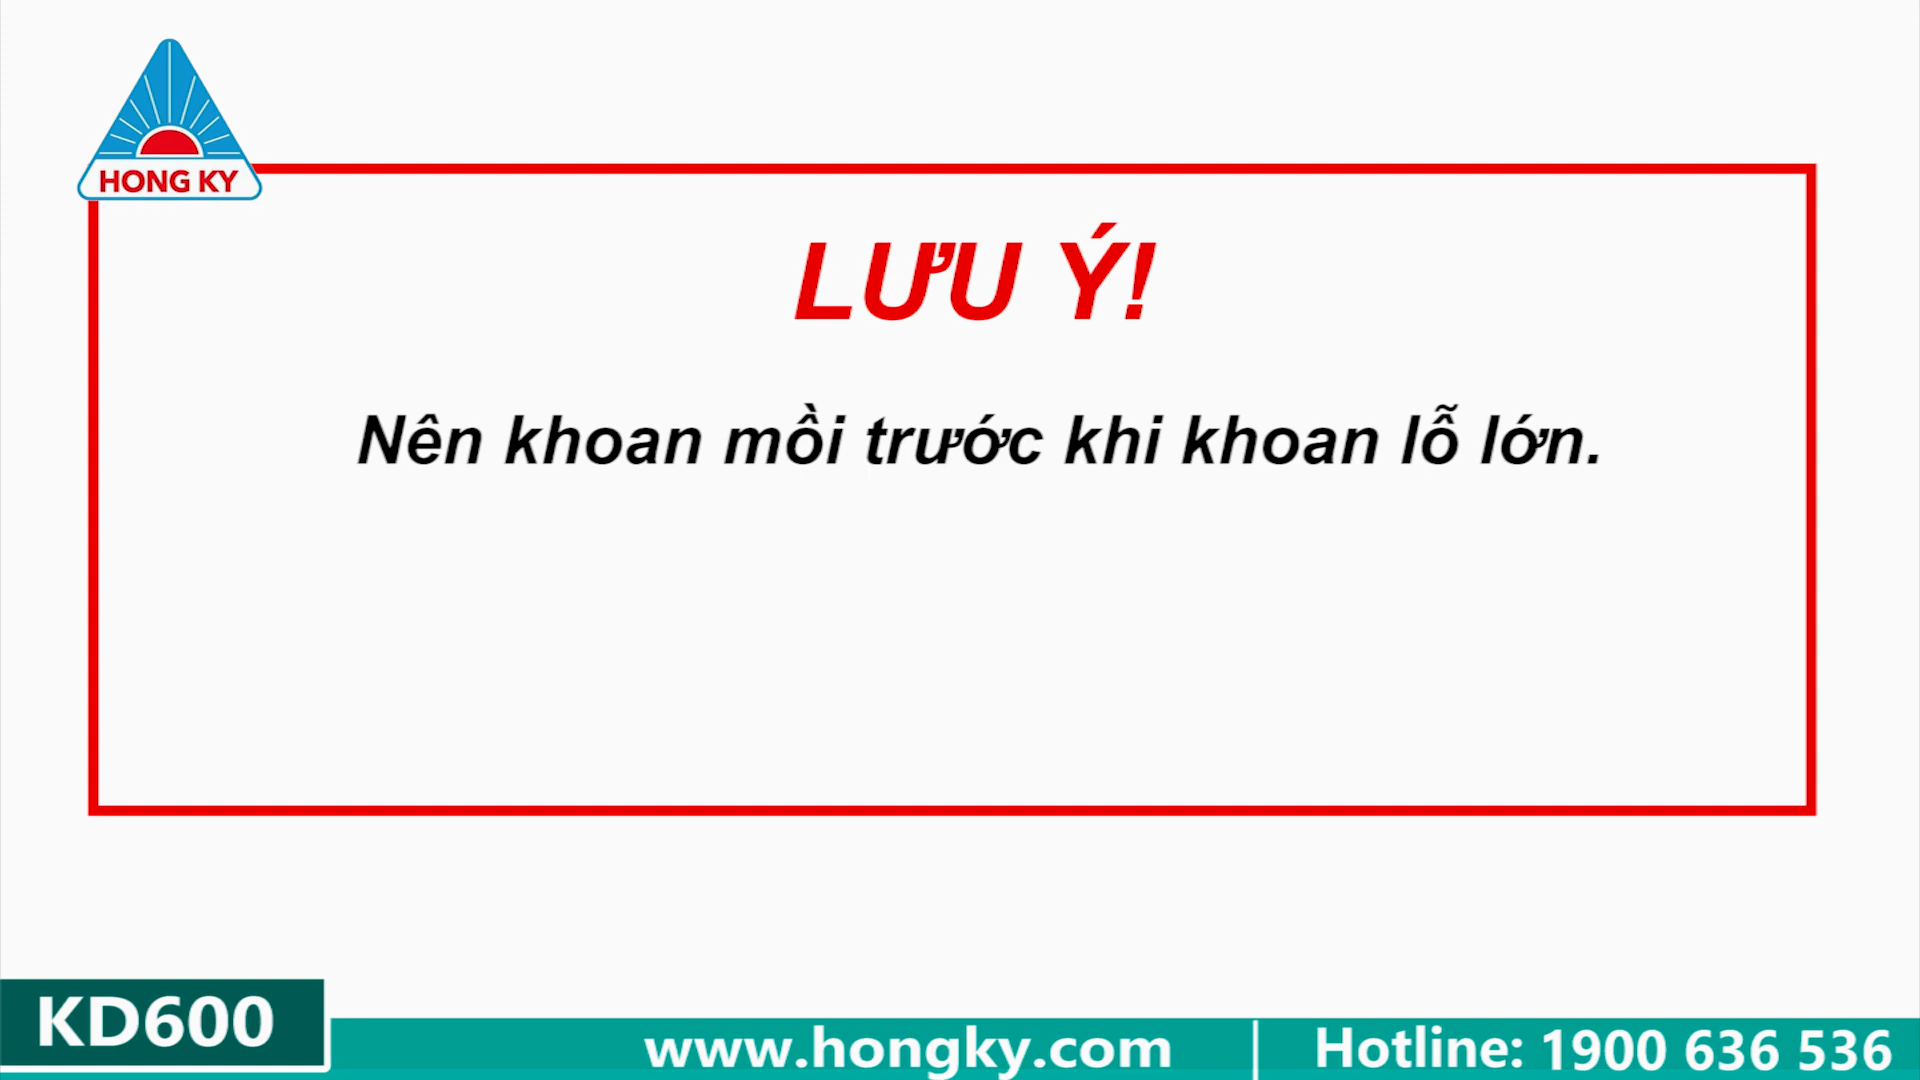 HONG KY
LƯU Ý!
Nên khoan mồi trước khi khoan lỗ lớn.
KD600
www.hongky.com
Hotline: 1900 636 536